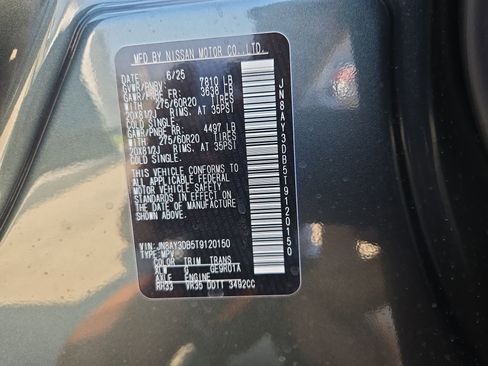 MFD BY NISSAN MOTOR CO.,LTD.
DATE 6/25
GVWR/PNBV: 7810 LB
GAWR/PNBE FR: 3638 LB
WITH 275/60R20 TIRES
20X81/2J RIMS. AT 35PSI
COLD SINGLE.
GAWR/PNBE RR: 4497 LB
WITH 275/60R20 TIRES
20X81/2J RIMS. AT 35PSI
COLD SINGLE.
THIS VEHICLE CONFORMS TO
ALL APPLICABLE FEDERAL
MOTOR VEHICLE SAFETY
STANDARDS IN EFFECT ON
THE DATE OF MANUFACTURE
SHOWN ABOVE.
VIN: JN8AY3DB5T9120150
TYPE: MPV
COLOR TRIM TRANS
XLW G GE9R01A
AXLE ENGINE
RH33 VR35 DDTT 3492CC
JN8AY3DB5T9120150